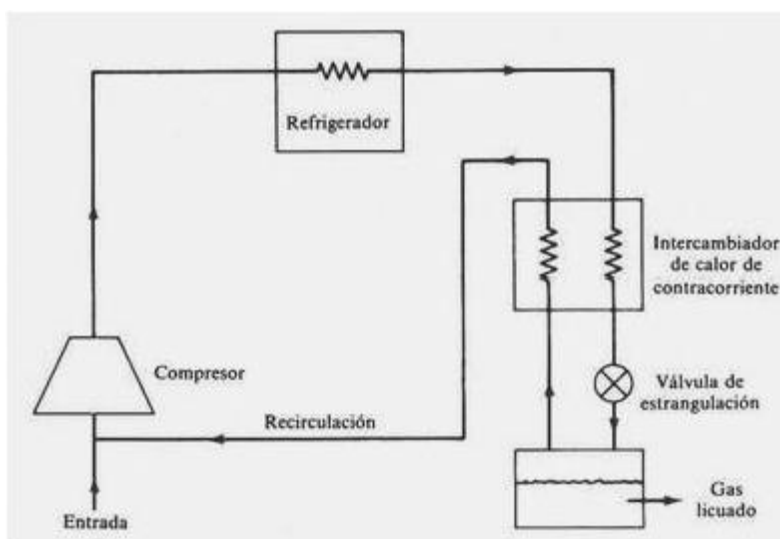 Refrigerador
Intercambiador
de calor de
contracorriente
Compresor
Válvula de
estrangulación
Recirculación
Gas
licuado
Entrada